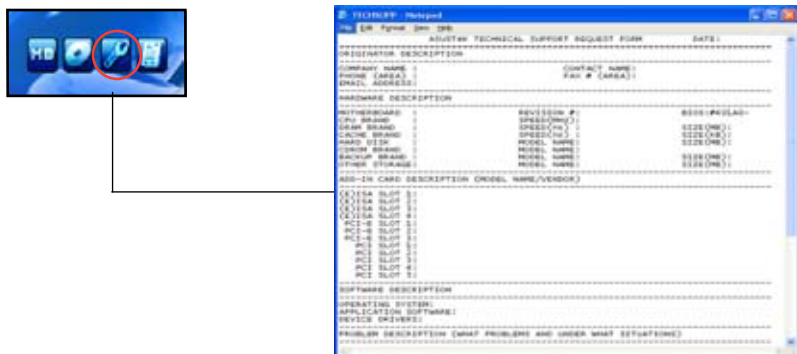 HD
TECHSUPP - Notepad
File Edit Format View Help
ASUSTEK TECHNICAL SUPPORT REQUEST FORM DATE:
ORIGINATOR DESCRIPTION
COMPANY NAME : CONTACT NAME:
PHONE (AREA) : FAX # (AREA):
EMAIL ADDRESS:
HARDWARE DESCRIPTION
MOTHERBOARD : REVISION #: BIOS:
CPU BRAND : SPEED(MHz):
DRAM BRAND : SPEED(ns) : SIZE(MB):
CACHE BRAND : SPEED(ns) : SIZE(KB):
HARD DISK : MODEL NAME: SIZE(MB):
CDROM BRAND : MODEL NAME:
BACKUP BRAND : MODEL NAME: SIZE(MB):
OTHER STORAGE: MODEL NAME: SIZE(MB):
ADD-IN CARD DESCRIPTION (MODEL NAME/VENDOR)
(E)ISA SLOT 1:
(E)ISA SLOT 2:
(E)ISA SLOT 3:
(E)ISA SLOT 4:
PCI-E SLOT 1:
PCI-E SLOT 2:
PCI-E SLOT 3:
PCI SLOT 1:
PCI SLOT 2:
PCI SLOT 3:
PCI SLOT 4:
PCI SLOT 5:
SOFTWARE DESCRIPTION
OPERATING SYSTEM:
APPLICATION SOFTWARE:
DEVICE DRIVERS:
PROBLEM DESCRIPTION (WHAT PROBLEMS AND UNDER WHAT SITUATIONS)